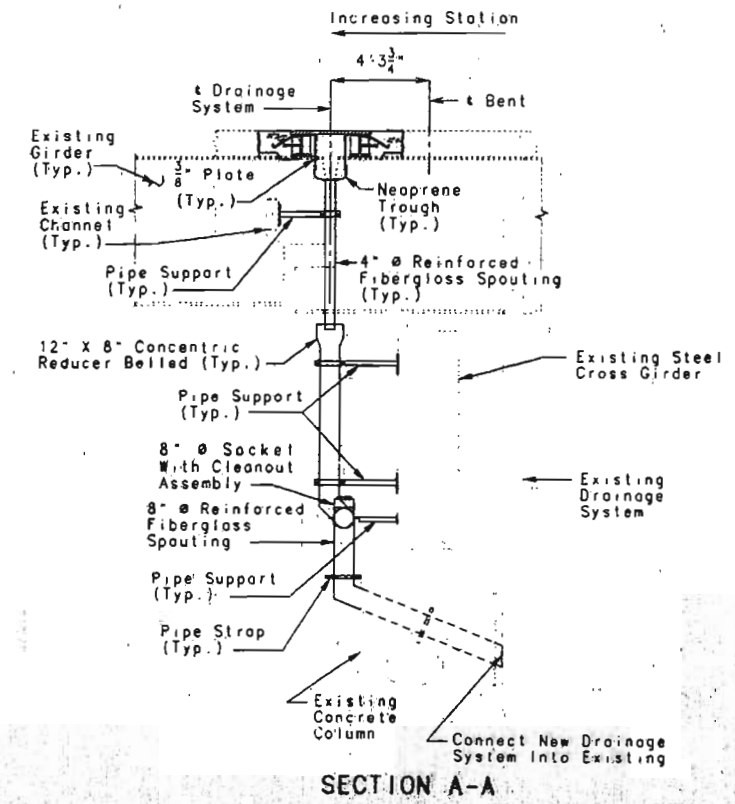 Increasing Station
4'-3 3/4"
℄ Drainage
System
℄ Bent
Existing
Girder
(Typ.)
3/8" Plate
(Typ.)
Neoprene
Trough
(Typ.)
Existing
Channel
(Typ.)
Pipe Support
(Typ.)
4" Ø Reinforced
Fiberglass Spouting
(Typ.)
12" X 8" Concentric
Reducer Belled (Typ.)
Existing Steel
Cross Girder
Pipe Support
(Typ.)
8" Ø Socket
With Cleanout
Assembly
Existing
Drainage
System
8" Ø Reinforced
Fiberglass
Spouting
Pipe Support
(Typ.)
Pipe Strap
(Typ.)
Existing
Concrete
Column
Connect New Drainage
System Into Existing
SECTION A-A